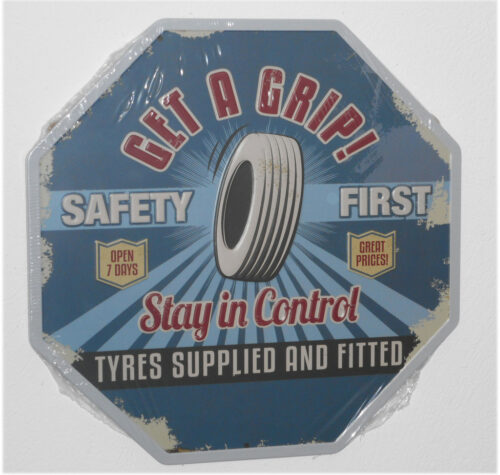 GET A GRIP!
SAFETY FIRST
OPEN
7 DAYS
GREAT
PRICES!
Stay in Control
TYRES SUPPLIED AND FITTED